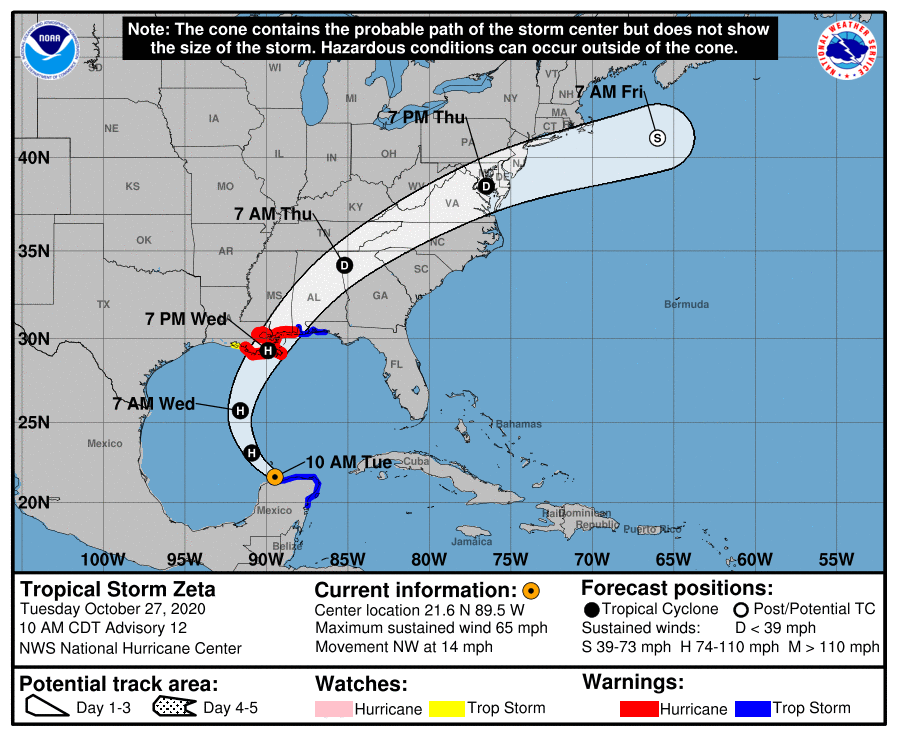 Note: The cone contains the probable path of the storm center but does not show
the size of the storm. Hazardous conditions can occur outside of the cone.
NOAA
NATIONAL WEATHER SERVICE
SD
WI
VT
MI
NY
NH
7 AM Fri
MA
7 PM Thu
CT
NE
IA
PA
S
IL
IN
OH
NJ
40N
DE
KS
MO
WV
D
KY
VA
7 AM Thu
TN
OK
AR
NC
35N
D
SC
MS
AL
GA
TX
Bermuda
7 PM Wed
30N
H
FL
7 AM Wed
H
25N
Bahamas
Mexico
H
10 AM Tue
Cuba
20N
Mexico
Haiti
Dominican
Republic
Puerto Rico
Jamaica
Belize
100W 95W 90W 85W 80W 75W 70W 65W 60W 55W
Tropical Storm Zeta
Tuesday October 27, 2020
10 AM CDT Advisory 12
NWS National Hurricane Center
Current information:
Center location 21.6 N 89.5 W
Maximum sustained wind 65 mph
Movement NW at 14 mph
Forecast positions:
Tropical Cyclone Post/Potential TC
Sustained winds: D < 39 mph
S 39-73 mph H 74-110 mph M > 110 mph
Potential track area:
Day 1-3 Day 4-5
Watches:
Hurricane Trop Storm
Warnings:
Hurricane Trop Storm